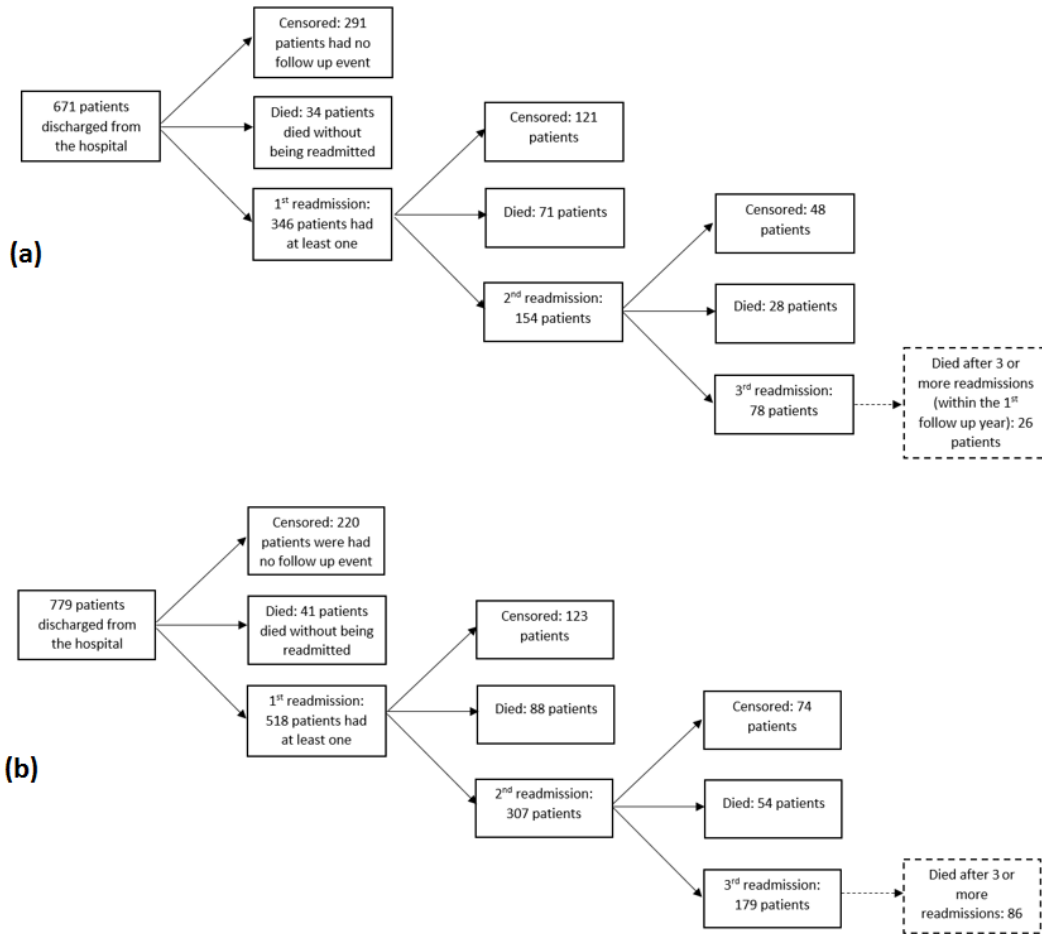 Censored: 291
patients had no
follow up event
671 patients
discharged from
the hospital
Died: 34 patients
died without
being readmitted
1st readmission:
346 patients had
at least one
Censored: 121
patients
Died: 71 patients
2nd readmission:
154 patients
Censored: 48
patients
Died: 28 patients
3rd readmission:
78 patients
Died after 3 or
more readmissions
(within the 1st
follow up year): 26
patients
(a)
Censored: 220
patients were had
no follow up event
779 patients
discharged from
the hospital
Died: 41 patients
died without being
readmitted
1st readmission:
518 patients had
at least one
Censored: 123
patients
Died: 88 patients
2nd readmission:
307 patients
Censored: 74
patients
Died: 54 patients
3rd readmission:
179 patients
Died after 3 or
more
readmissions: 86
(b)